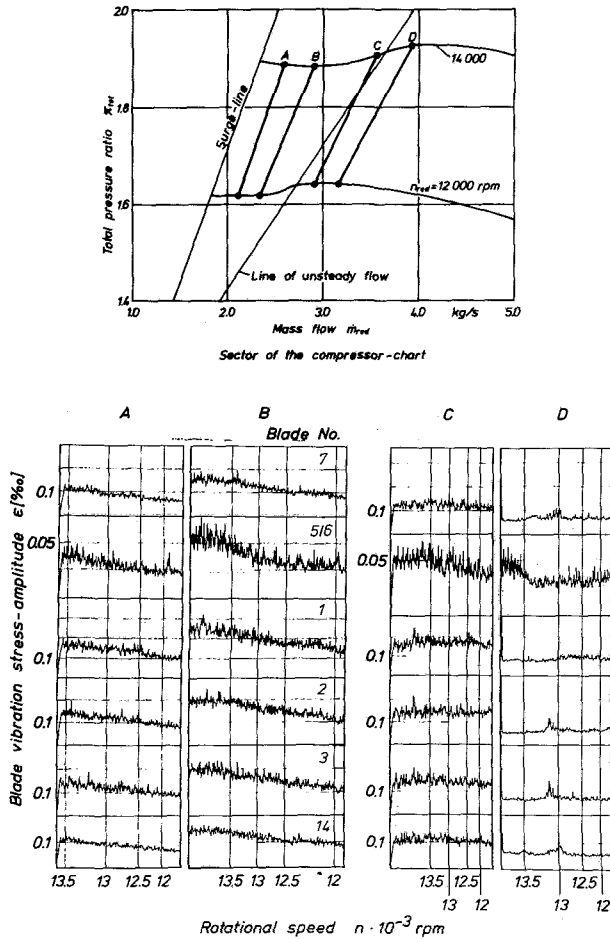 2.0
1.8
1.6
1.4
Total pressure ratio π
Surge-line
A
B
C
D
14000
n_red = 12 000 rpm
Line of unsteady flow
1.0
2.0
3.0
4.0
kg/s
5.0
Mass flow ṁ_red
Sector of the compressor-chart
A
B
C
D
Blade No.
Blade vibration stress-amplitude ε [‰]
0.1
7
0.1
0.05
5/6
0.05
0.1
1
0.1
0.1
2
0.1
0.1
3
0.1
0.1
14
0.1
13.5
13
12.5
12
13.5
13
12.5
12
13.5
12.5
13
12
13.5
12.5
13
12
Rotational speed n · 10⁻³ rpm